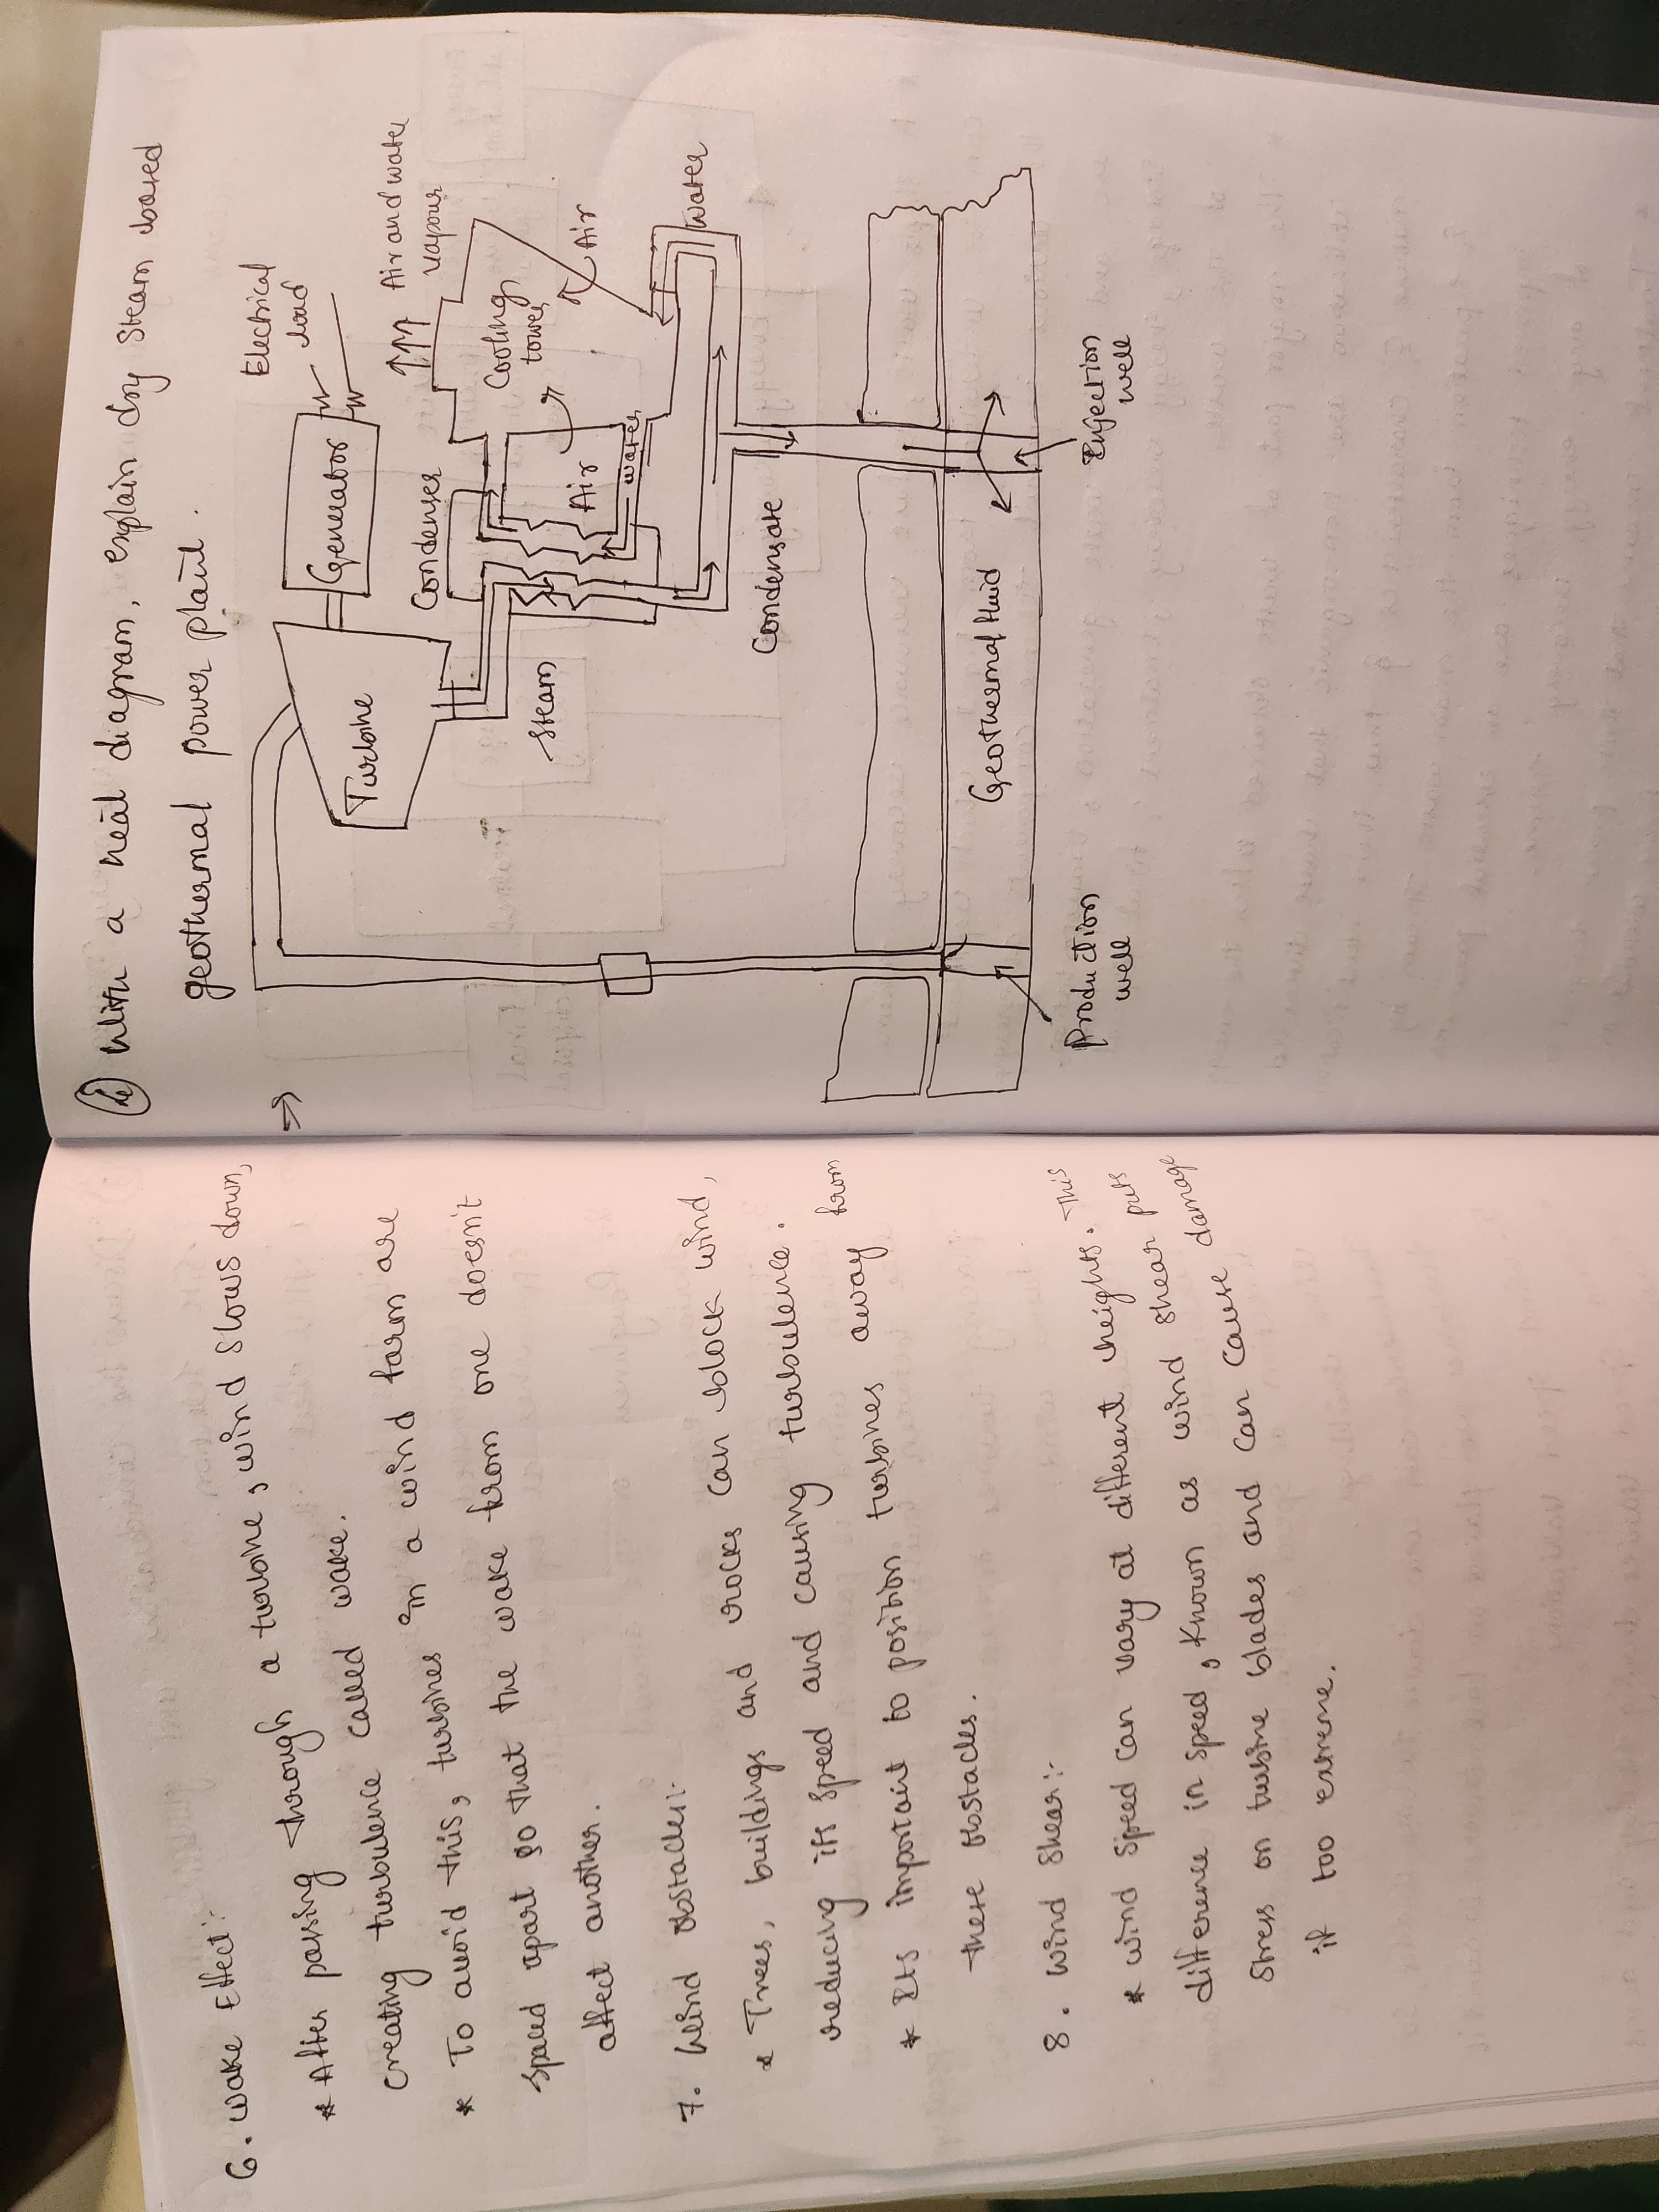 6. Wake Effect:-
* After passing through a turbine, wind slows down,
creating turbulence called wake.
* To avoid this, turbines in a wind farm are
spaced apart so that the wake from one doesn't
affect another.
7. Wind obstacles:-
* Trees, buildings and rocks can block wind,
reducing its speed and causing turbulence.
* Its important to position turbines away from
these obstacles.
8. Wind Shear:-
* Wind speed can vary at different heights. This
difference in speed, known as wind shear puts
stress on turbine blades and can cause damage
if too extreme.
With a neat diagram, explain dry steam based
geothermal power plant.
→
Electrical
load
Turbine
Generator
Air and water
vapour
Condenser
Cooling
tower
Steam
Air
Air
water
Water
Condensate
Geothermal fluid
Production
well
Injection
well